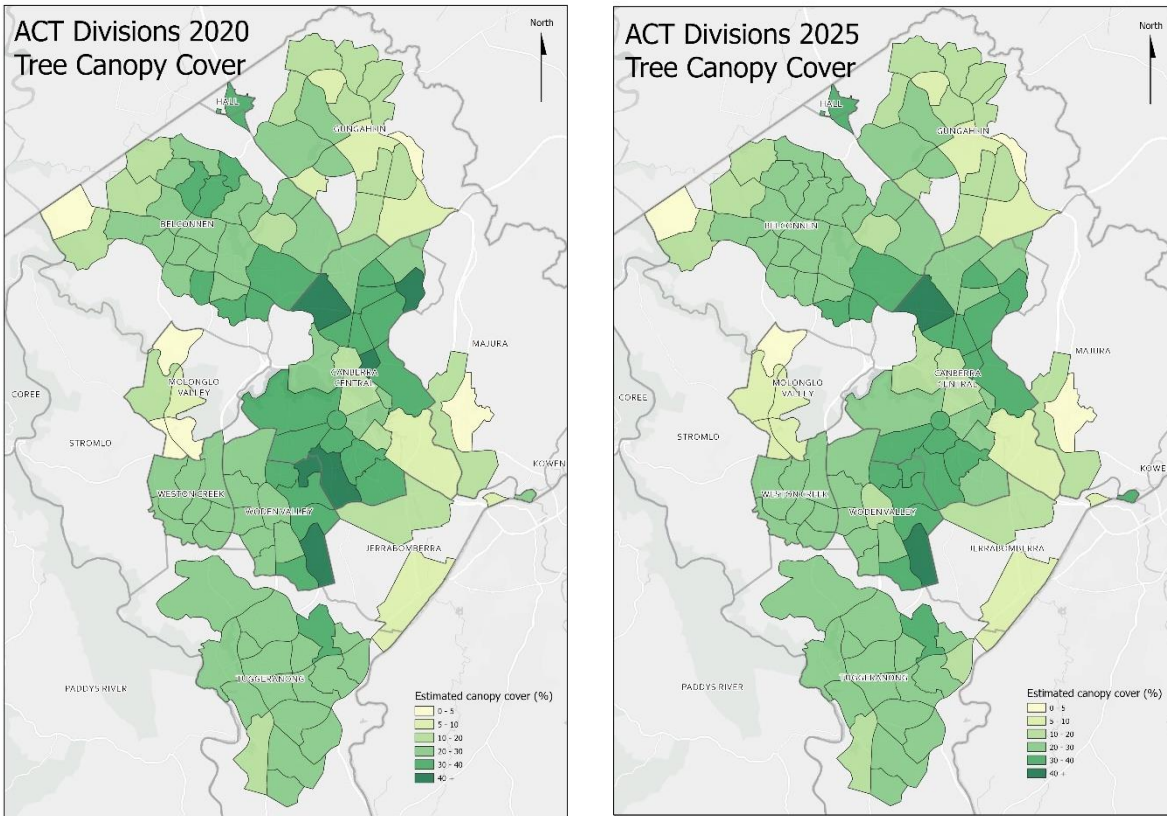 ACT Divisions 2020
Tree Canopy Cover
North
HALL
GUNGAHLIN
BELCONNEN
MAJURA
CANBERRA
CENTRAL
MOLONGLO
VALLEY
COREE
STROMLO
KOWEN
WESTON CREEK
WODEN VALLEY
JERRABOMBERRA
TUGGERANONG
PADDYS RIVER
Estimated canopy cover (%)
0 - 5
5 - 10
10 - 20
20 - 30
30 - 40
40 +
ACT Divisions 2025
Tree Canopy Cover
North
HALL
GUNGAHLIN
BELCONNEN
MAJURA
CANBERRA
CENTRAL
MOLONGLO
VALLEY
COREE
STROMLO
KOWEN
WESTON CREEK
WODEN VALLEY
JERRABOMBERRA
TUGGERANONG
PADDYS RIVER
Estimated canopy cover (%)
0 - 5
5 - 10
10 - 20
20 - 30
30 - 40
40 +